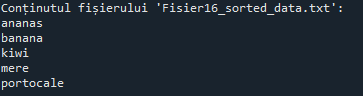 Conținutul fișierului 'Fisier16_sorted_data.txt':
ananas
banana
kiwi
mere
portocale